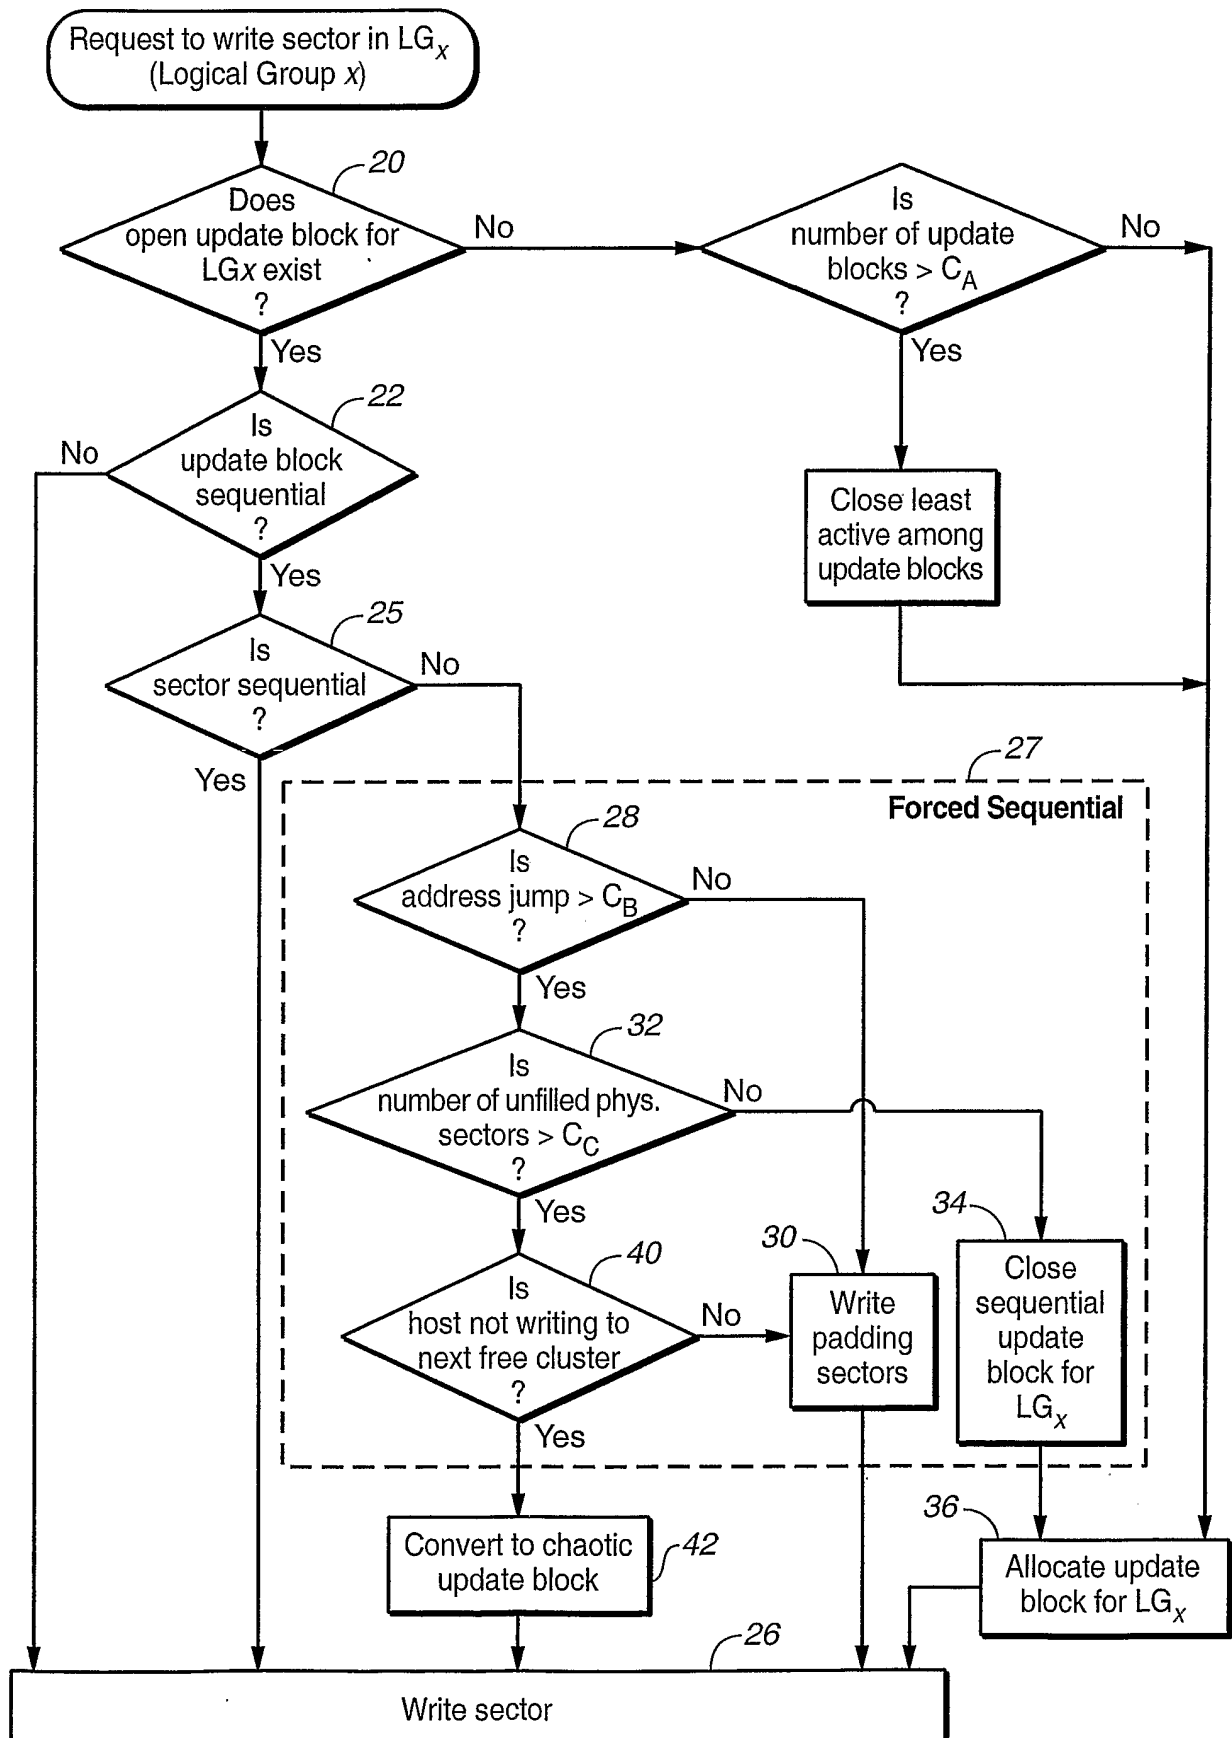 Request to write sector in LGx
(Logical Group x)
20
Does
open update block for
LGx exist
?
No
Yes
Is
number of update
blocks > CA
?
No
Yes
22
Is
update block
sequential
?
No
Yes
Close least
active among
update blocks
25
Is
sector sequential
?
No
Yes
27
Forced Sequential
28
Is
address jump > CB
?
No
Yes
32
Is
number of unfilled phys.
sectors > CC
?
No
Yes
40
Is
host not writing to
next free cluster
?
No
Yes
30
Write
padding
sectors
34
Close
sequential
update
block for
LGx
42
Convert to chaotic
update block
36
Allocate update
block for LGx
26
Write sector